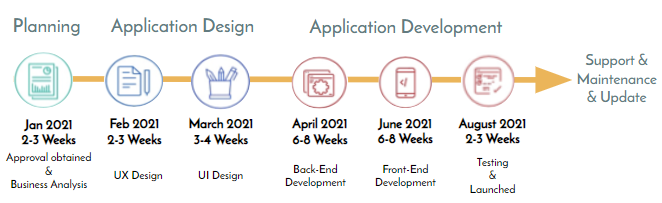 Planning
Application Design
Application Development
Support &
Maintenance
& Update
Jan 2021
2-3 Weeks
Approval obtained
&
Business Analysis
Feb 2021
2-3 Weeks
UX Design
March 2021
3-4 Weeks
UI Design
April 2021
6-8 Weeks
Back-End
Development
June 2021
6-8 Weeks
Front-End
Development
August 2021
2-3 Weeks
Testing
&
Launched